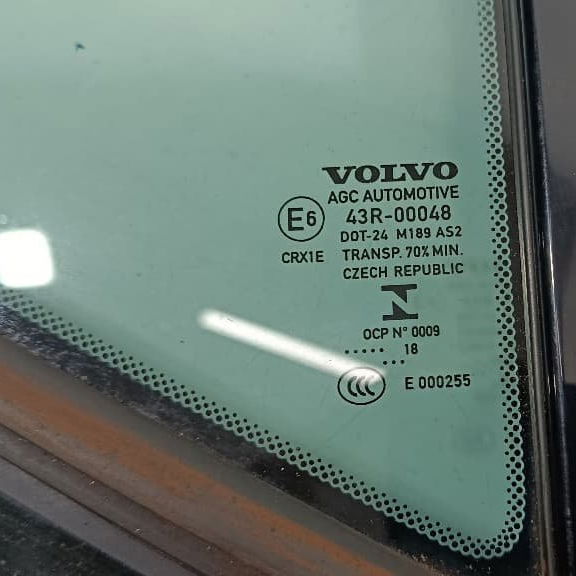 VOLVO
AGC AUTOMOTIVE
E6 43R-00048
DOT-24 M189 AS2
CRX1E TRANSP. 70% MIN.
CZECH REPUBLIC
N
OCP N° 0009
..... 18
...
CCC E 000255